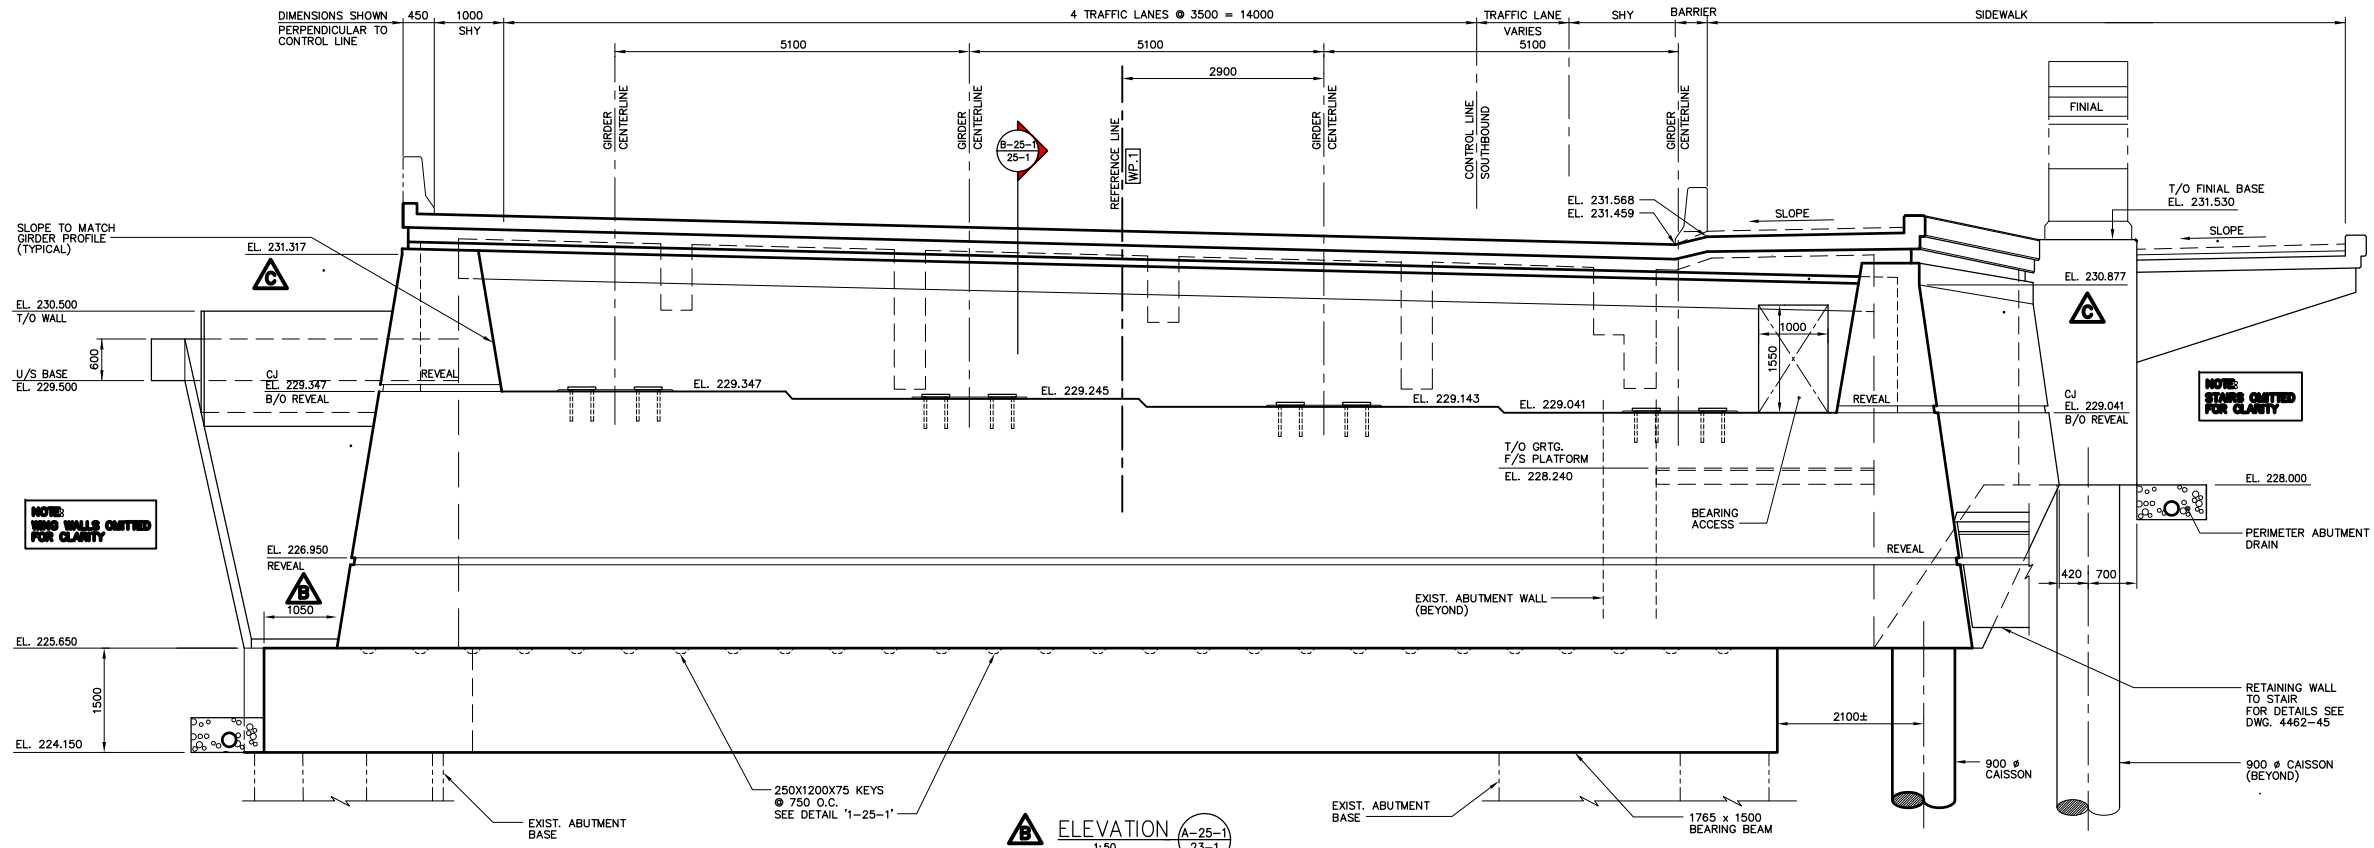 DIMENSIONS SHOWN
PERPENDICULAR TO
CONTROL LINE
450
1000
SHY
4 TRAFFIC LANES @ 3500 = 14000
TRAFFIC LANE
VARIES
SHY
BARRIER
SIDEWALK
5100
5100
5100
2900
GIRDER
CENTERLINE
GIRDER
CENTERLINE
B-25-1
25-1
REFERENCE LINE
WP.1
GIRDER
CENTERLINE
CONTROL LINE
SOUTHBOUND
GIRDER
CENTERLINE
FINIAL
T/O FINIAL BASE
EL. 231.530
EL. 231.568
EL. 231.459
SLOPE
SLOPE
SLOPE TO MATCH
GIRDER PROFILE
(TYPICAL)
EL. 231.317
C
EL. 230.877
C
EL. 230.500
T/O WALL
600
U/S BASE
EL. 229.500
CJ
EL. 229.347
B/O REVEAL
REVEAL
EL. 229.347
EL. 229.245
EL. 229.143
EL. 229.041
1000
1550
x
REVEAL
CJ
EL. 229.041
B/O REVEAL
NOTE:
STAIRS OMITTED
FOR CLARITY
T/O GRTG.
F/S PLATFORM
EL. 228.240
BEARING
ACCESS
EL. 228.000
PERIMETER ABUTMENT
DRAIN
NOTE:
WING WALLS OMITTED
FOR CLARITY
EL. 226.950
REVEAL
B
1050
REVEAL
420
700
EXIST. ABUTMENT WALL
(BEYOND)
EL. 225.650
1500
EL. 224.150
2100±
RETAINING WALL
TO STAIR
FOR DETAILS SEE
DWG. 4462-45
900 ø
CAISSON
900 ø CAISSON
(BEYOND)
EXIST. ABUTMENT
BASE
250X1200X75 KEYS
@ 750 O.C.
SEE DETAIL '1-25-1'
EXIST. ABUTMENT
BASE
1765 x 1500
BEARING BEAM
B
ELEVATION
1:50
A-25-1
23-1